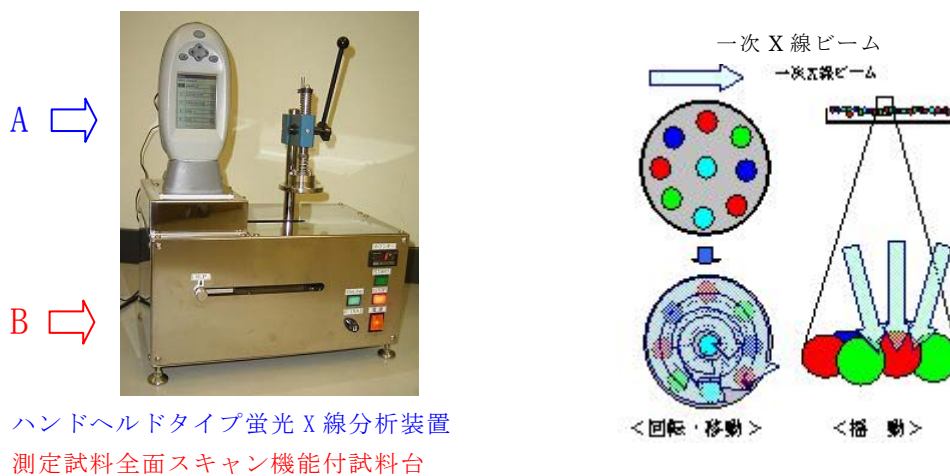 A
B
ハンドヘルドタイプ蛍光 X 線分析装置
測定試料全面スキャン機能付試料台
一次 X 線ビーム
一次X線ビーム
＜回転・移動＞
＜揺 動＞